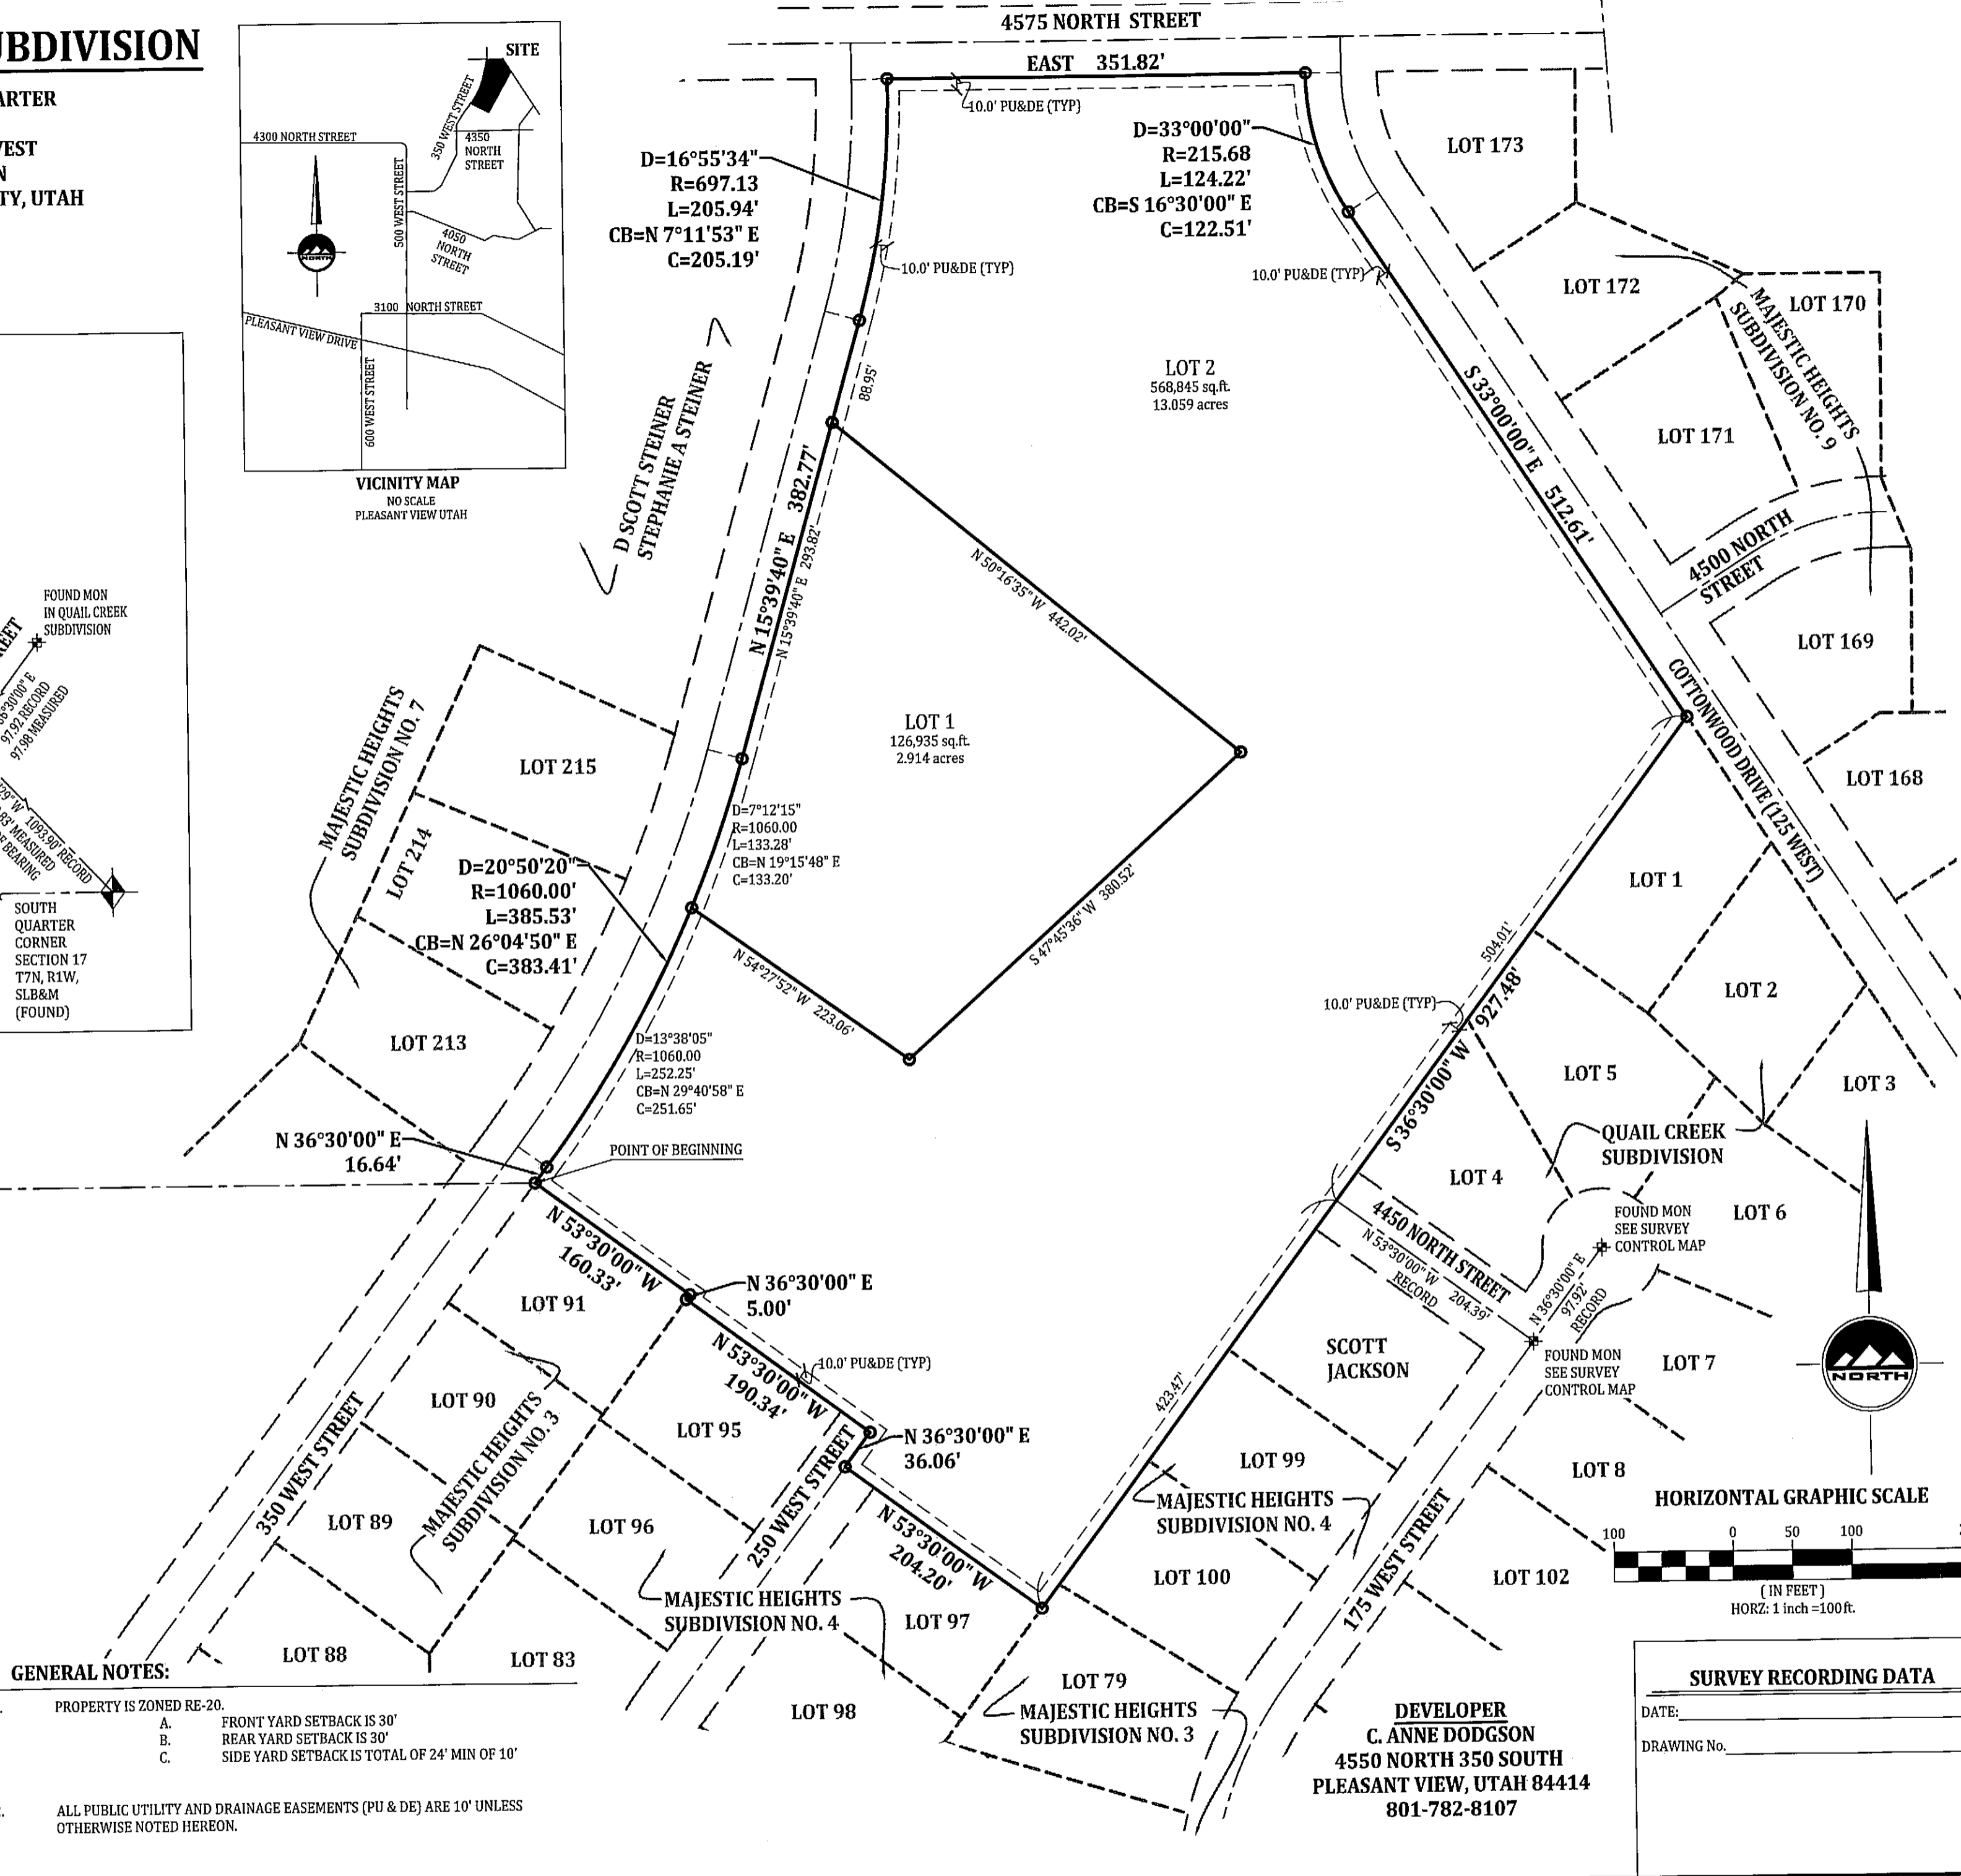 UBDIVISION
ARTER
VEST
N
TY, UTAH
SITE
4300 NORTH STREET
350 WEST STREET
4350
NORTH
STREET
500 WEST STREET
4050
NORTH
STREET
NORTH
3100 NORTH STREET
PLEASANT VIEW DRIVE
600 WEST STREET
VICINITY MAP
NO SCALE
PLEASANT VIEW UTAH
4575 NORTH STREET
EAST 351.82'
10.0' PU&DE (TYP)
D=16°55'34"
R=697.13
L=205.94'
CB=N 7°11'53" E
C=205.19'
10.0' PU&DE (TYP)
D=33°00'00"
R=215.68
L=124.22'
CB=S 16°30'00" E
C=122.51'
10.0' PU&DE (TYP)
LOT 173
LOT 172
LOT 170
MAJESTIC HEIGHTS
SUBDIVISION NO. 9
LOT 171
LOT 2
568,845 sq.ft.
13.059 acres
S 33°00'00" E 512.61'
4500 NORTH
STREET
LOT 169
LOT 168
COTTONWOOD DRIVE (125 WEST)
D SCOTT STEINER
STEPHANIE A STEINER
88.95'
N 15°39'40" E 382.77'
N 15°39'40" E 293.82'
N 50°16'35" W 442.02'
FOUND MON
IN QUAIL CREEK
SUBDIVISION
REET
36°30'00" E
97.92 RECORD
97.98 MEASURED
'29" W 1093.90' RECORD
.83' MEASURED
BEARING
SOUTH
QUARTER
CORNER
SECTION 17
T7N, R1W,
SLB&M
(FOUND)
MAJESTIC HEIGHTS
SUBDIVISION NO. 7
LOT 215
LOT 214
LOT 213
LOT 1
126,935 sq.ft.
2.914 acres
D=7°12'15"
R=1060.00
L=133.28'
CB=N 19°15'48" E
C=133.20'
D=20°50'20"
R=1060.00'
L=385.53'
CB=N 26°04'50" E
C=383.41'
N 54°27'52" W 223.06'
S 47°45'36" W 380.52'
D=13°38'05"
R=1060.00
L=252.25'
CB=N 29°40'58" E
C=251.65'
N 36°30'00" E
16.64'
POINT OF BEGINNING
LOT 1
LOT 2
LOT 3
LOT 5
504.01'
10.0' PU&DE (TYP)
S 36°30'00" W 927.48'
QUAIL CREEK
SUBDIVISION
LOT 4
LOT 6
4450 NORTH STREET
N 53°30'00" W 204.39'
RECORD
FOUND MON
SEE SURVEY
CONTROL MAP
N 36°30'00" E
97.92'
RECORD
FOUND MON
SEE SURVEY
CONTROL MAP
LOT 7
NORTH
N 53°30'00" W
160.33'
N 36°30'00" E
5.00'
LOT 91
N 53°30'00" W
190.34'
10.0' PU&DE (TYP)
LOT 90
MAJESTIC HEIGHTS
SUBDIVISION NO. 3
LOT 95
N 36°30'00" E
36.06'
423.47'
SCOTT
JACKSON
LOT 99
LOT 8
350 WEST STREET
LOT 89
LOT 96
250 WEST STREET
N 53°30'00" W
204.20'
MAJESTIC HEIGHTS
SUBDIVISION NO. 4
LOT 100
175 WEST STREET
LOT 102
HORIZONTAL GRAPHIC SCALE
100 0 50 100
( IN FEET )
HORZ: 1 inch =100 ft.
MAJESTIC HEIGHTS
SUBDIVISION NO. 4
LOT 97
LOT 88
LOT 83
LOT 98
LOT 79
MAJESTIC HEIGHTS
SUBDIVISION NO. 3
GENERAL NOTES:
PROPERTY IS ZONED RE-20.
A. FRONT YARD SETBACK IS 30'
B. REAR YARD SETBACK IS 30'
C. SIDE YARD SETBACK IS TOTAL OF 24' MIN OF 10'
ALL PUBLIC UTILITY AND DRAINAGE EASEMENTS (PU & DE) ARE 10' UNLESS
OTHERWISE NOTED HEREON.
DEVELOPER
C. ANNE DODGSON
4550 NORTH 350 SOUTH
PLEASANT VIEW, UTAH 84414
801-782-8107
SURVEY RECORDING DATA
DATE:
DRAWING No.